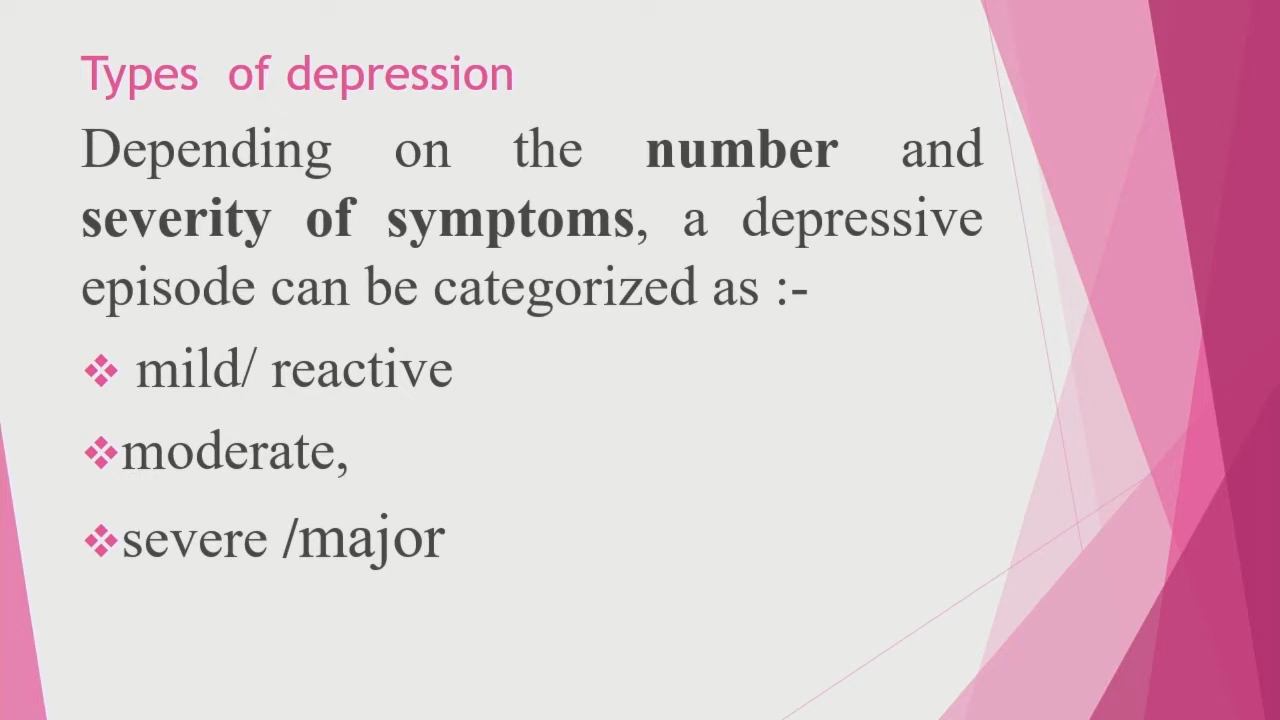 Types of depression
Depending on the number and
severity of symptoms, a depressive
episode can be categorized as :-
mild/ reactive
moderate,
severe /major